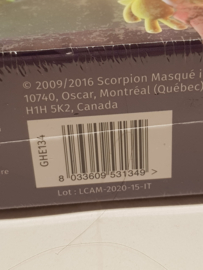 © 2009/2016 Scorpion Masqué i
10740, Oscar, Montréal (Québec)
H1H 5K2, Canada
GHE134
8 033609 531349 >
Lot : LCAM-2020-15-IT